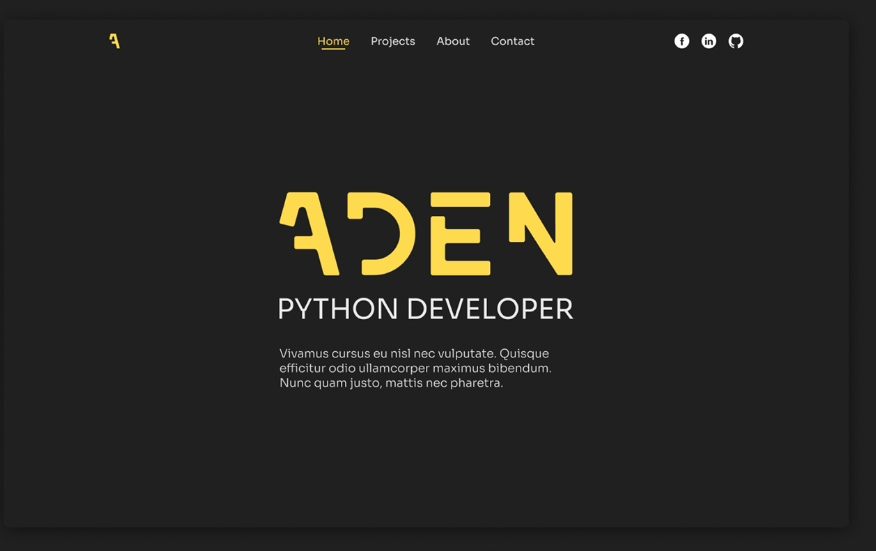 A
Home Projects About Contact
ADEN
PYTHON DEVELOPER
Vivamus cursus eu nisl nec vulputate. Quisque
efficitur odio ullamcorper maximus bibendum.
Nunc quam justo, mattis nec pharetra.